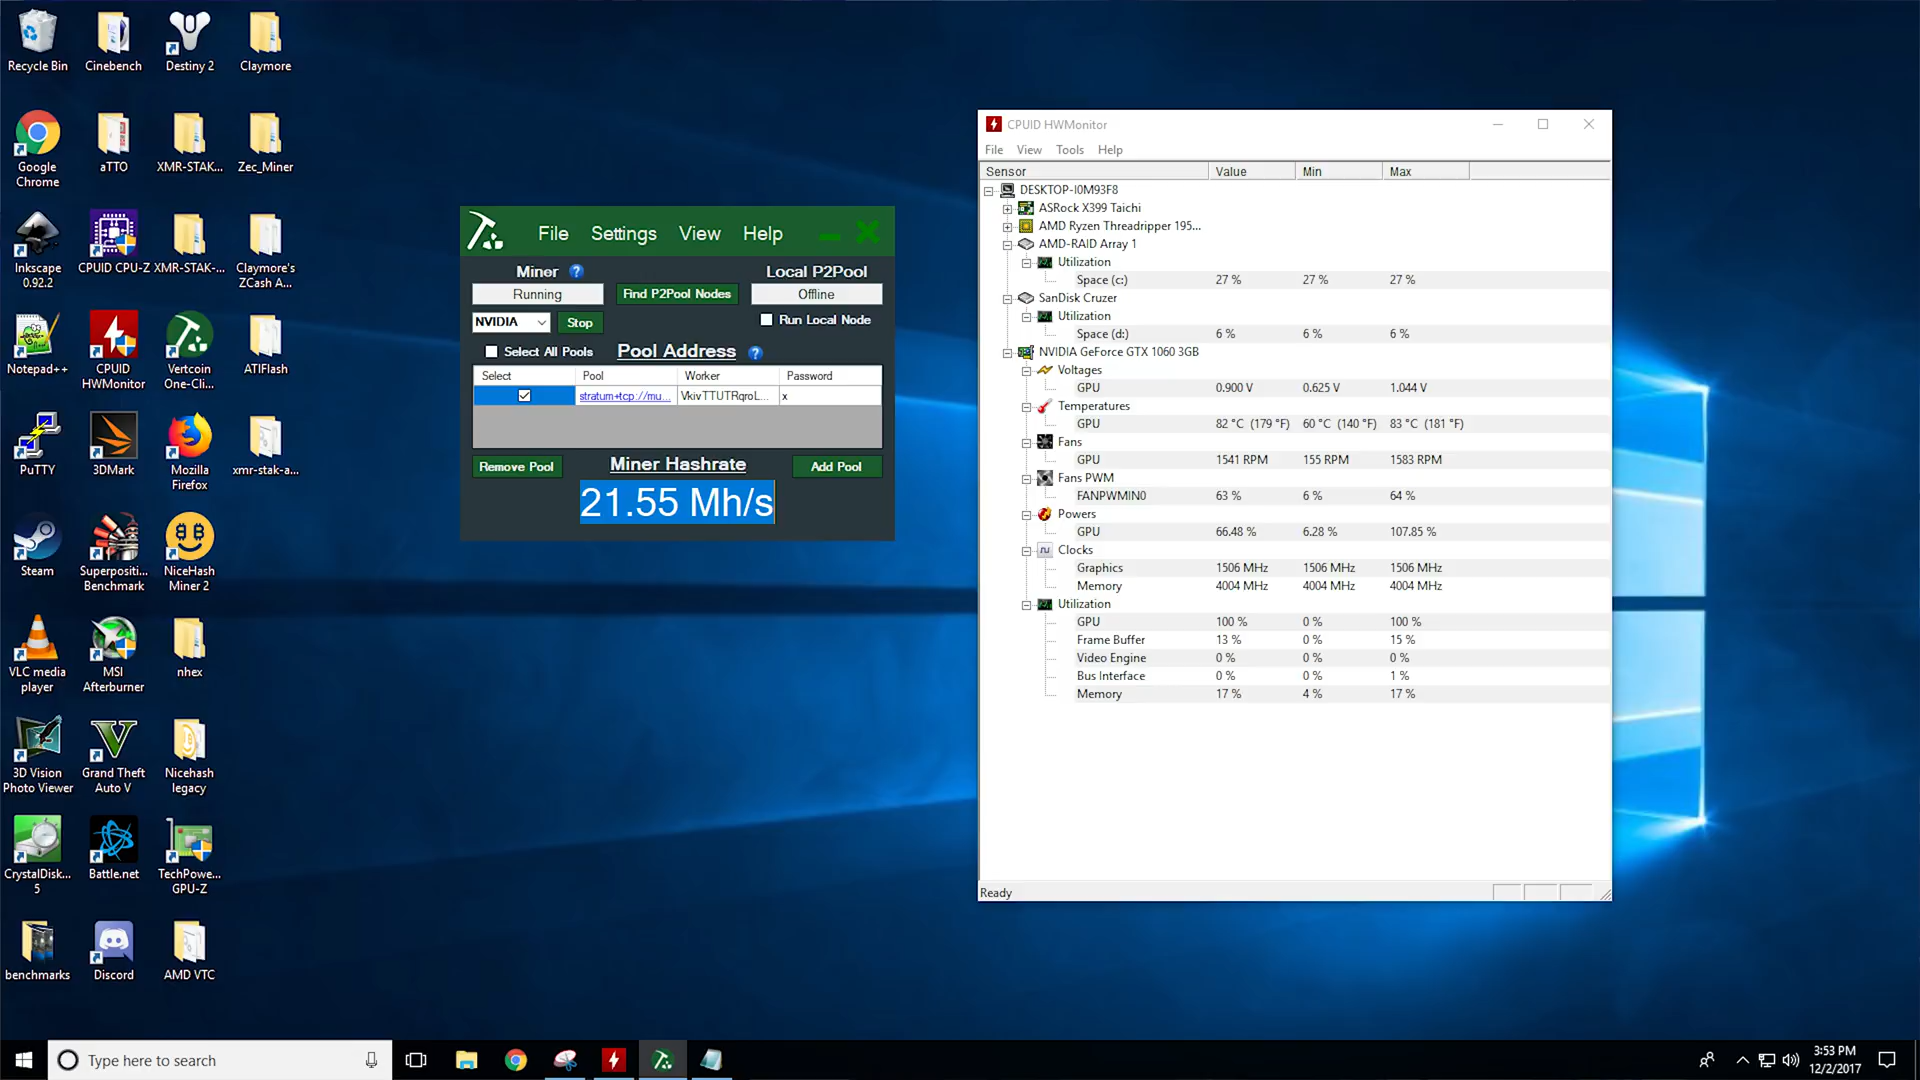 Recycle Bin
Cinebench
Destiny 2
Claymore
Google
Chrome
aTTO
XMR-STAK...
Zec_Miner
Inkscape
0.92.2
CPUID CPU-Z
XMR-STAK-...
Claymore's
ZCash A...
Notepad++
CPUID
HWMonitor
Vertcoin
One-Cli...
ATIFlash
PuTTY
3DMark
Mozilla
Firefox
xmr-stak-a...
Steam
Superpositi...
Benchmark
NiceHash
Miner 2
VLC media
player
MSI
Afterburner
nhex
3D Vision
Photo Viewer
Grand Theft
Auto V
Nicehash
legacy
CrystalDisk...
5
Battle.net
TechPowe...
GPU-Z
benchmarks
Discord
AMD VTC
File Settings View Help
Miner ? Local P2Pool
Running Find P2Pool Nodes Offline
NVIDIA Stop Run Local Node
Select All Pools Pool Address ?
Select Pool Worker Password
stratum+tcp://mu... VkivTTUTRqroL... x
Remove Pool Miner Hashrate Add Pool
21.55 Mh/s
CPUID HWMonitor
File View Tools Help
Sensor Value Min Max
DESKTOP-I0M93F8
ASRock X399 Taichi
AMD Ryzen Threadripper 195...
AMD-RAID Array 1
Utilization
Space (c:) 27 % 27 % 27 %
SanDisk Cruzer
Utilization
Space (d:) 6 % 6 % 6 %
NVIDIA GeForce GTX 1060 3GB
Voltages
GPU 0.900 V 0.625 V 1.044 V
Temperatures
GPU 82 °C (179 °F) 60 °C (140 °F) 83 °C (181 °F)
Fans
GPU 1541 RPM 155 RPM 1583 RPM
Fans PWM
FANPWMIN0 63 % 6 % 64 %
Powers
GPU 66.48 % 6.28 % 107.85 %
Clocks
Graphics 1506 MHz 1506 MHz 1506 MHz
Memory 4004 MHz 4004 MHz 4004 MHz
Utilization
GPU 100 % 0 % 100 %
Frame Buffer 13 % 0 % 15 %
Video Engine 0 % 0 % 0 %
Bus Interface 0 % 0 % 1 %
Memory 17 % 4 % 17 %
Ready
Type here to search
3:53 PM
12/2/2017